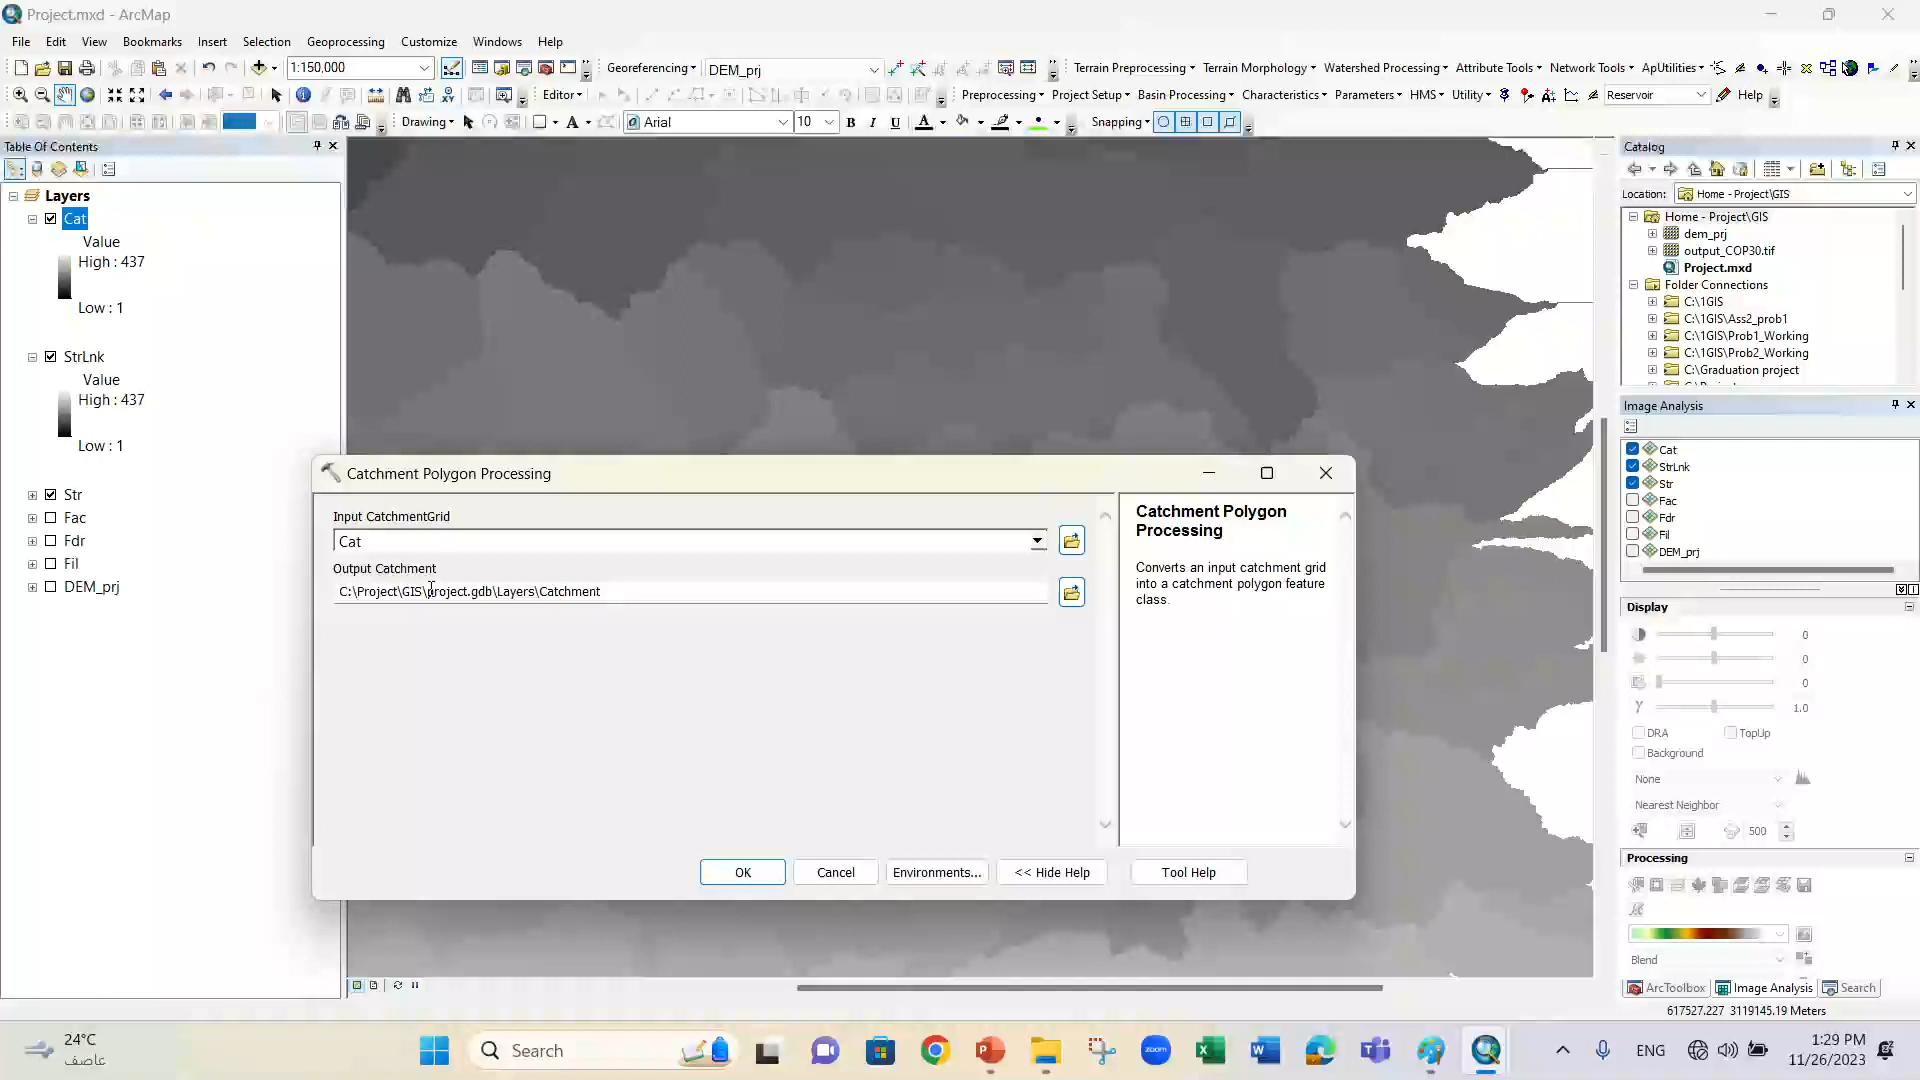 Project.mxd - ArcMap
File Edit View Bookmarks Insert Selection Geoprocessing Customize Windows Help
1:150,000
Georeferencing
DEM_prj
Terrain Preprocessing Terrain Morphology Watershed Processing Attribute Tools Network Tools ApUtilities
Editor
Preprocessing Project Setup Basin Processing Characteristics Parameters HMS Utility
Reservoir
Help
Drawing
Arial
10
B I U A
Snapping
Table Of Contents
Layers
Cat
Value
High : 437
Low : 1
StrLnk
Value
High : 437
Low : 1
Str
Fac
Fdr
Fil
DEM_prj
Catchment Polygon Processing
Input CatchmentGrid
Cat
Output Catchment
C:\Project\GIS\project.gdb\Layers\Catchment
Catchment Polygon
Processing
Converts an input catchment grid
into a catchment polygon feature
class.
OK
Cancel
Environments...
<< Hide Help
Tool Help
Catalog
Location:
Home - Project\GIS
Home - Project\GIS
dem_prj
output_COP30.tif
Project.mxd
Folder Connections
C:\1GIS
C:\1GIS\Ass2_prob1
C:\1GIS\Prob1_Working
C:\1GIS\Prob2_Working
C:\Graduation project
Image Analysis
Cat
StrLnk
Str
Fac
Fdr
Fil
DEM_prj
Display
0
0
0
1.0
DRA
TopUp
Background
None
Nearest Neighbor
500
Processing
Blend
ArcToolbox
Image Analysis
Search
617527.227 3119145.19 Meters
24°C
عاصف
Search
zoom
ENG
1:29 PM
11/26/2023